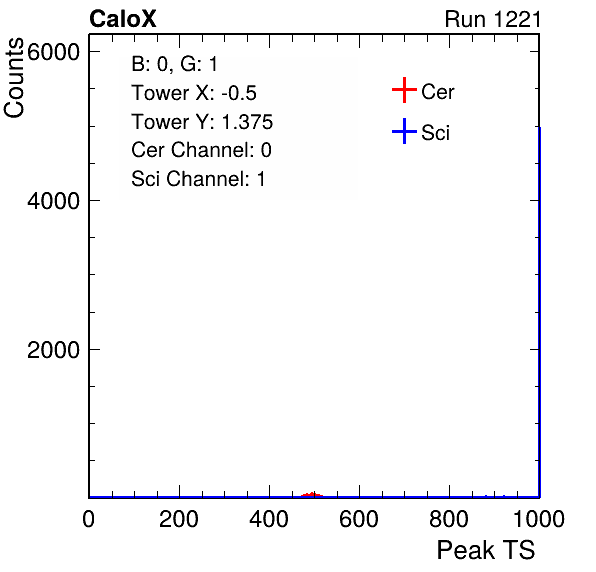 CaloX Run 1221
Counts
6000
4000
2000
B: 0, G: 1
Tower X: -0.5
Tower Y: 1.375
Cer Channel: 0
Sci Channel: 1
Cer
Sci
0 200 400 600 800 1000
Peak TS